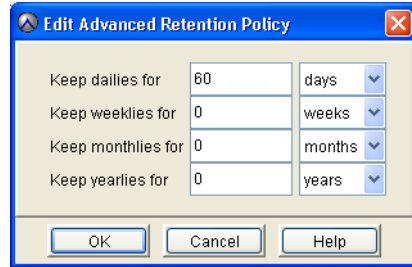 Edit Advanced Retention Policy
Keep dailies for 60 days
Keep weeklies for 0 weeks
Keep monthlies for 0 months
Keep yearlies for 0 years
OK Cancel Help